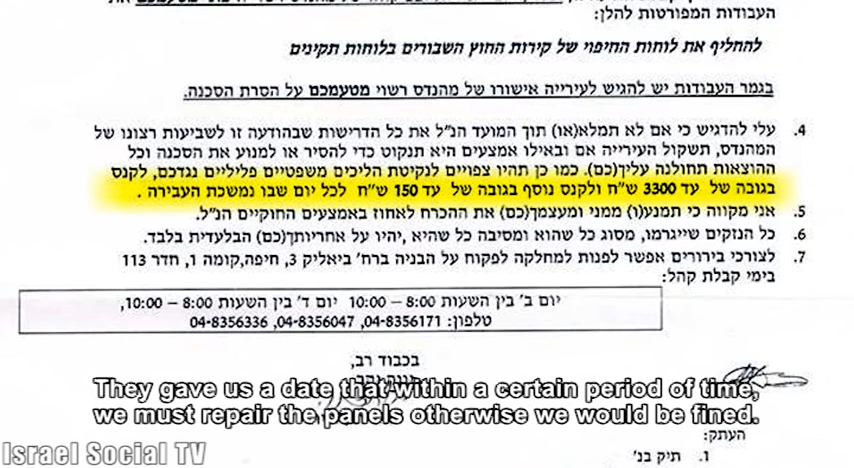 העבודות המפורטות להלן:
להחליף את לוחות החיפוי של קירות החוץ השבורים בלוחות תקינים
בגמר העבודות יש להגיש לעירייה אישורו של מהנדס רשוי מטעמכם על הסרת הסכנה.
4. עלי להדגיש כי אם לא תמלא(או) תוך המועד הנ"ל את כל הדרישות שבהודעה זו לשביעות רצונו של
המהנדס, תשקול העירייה אם ובאילו אמצעים היא תנקוט כדי להסיר או למנוע את הסכנה וכל
ההוצאות תחולנה עליך(כם). כמו כן תהיו צפויים לנקיטת הליכים משפטיים פליליים נגדכם, לקנס
בגובה של עד 3300 ש"ח ולקנס נוסף בגובה של עד 150 ש"ח לכל יום שבו נמשכת העבירה .
5. אני מקווה כי תמנע(ו) ממני ומעצמך(כם) את ההכרח לאחוז באמצעים החוקיים הנ"ל.
6. כל הנזקים שייגרמו, מסוג כל שהוא ומסיבה כל שהיא ,יהיו על אחריותך(כם) הבלעדית בלבד.
7. לצורכי בירורים אפשר לפנות למחלקה לפקוח על הבניה ברח' ביאליק 3, חיפה,קומה 1, חדר 113
בימי קבלת קהל:
יום ב' בין השעות 8:00 – 10:00 יום ד' בין השעות 8:00 – 10:00,
טלפון: 04-8356171, 04-8356047, 04-8356336
בכבוד רב,
They gave us a date that within a certain period of time,
we must repair the panels otherwise we would be fined.
העתק:
1. תיק בנ'
Israel Social TV